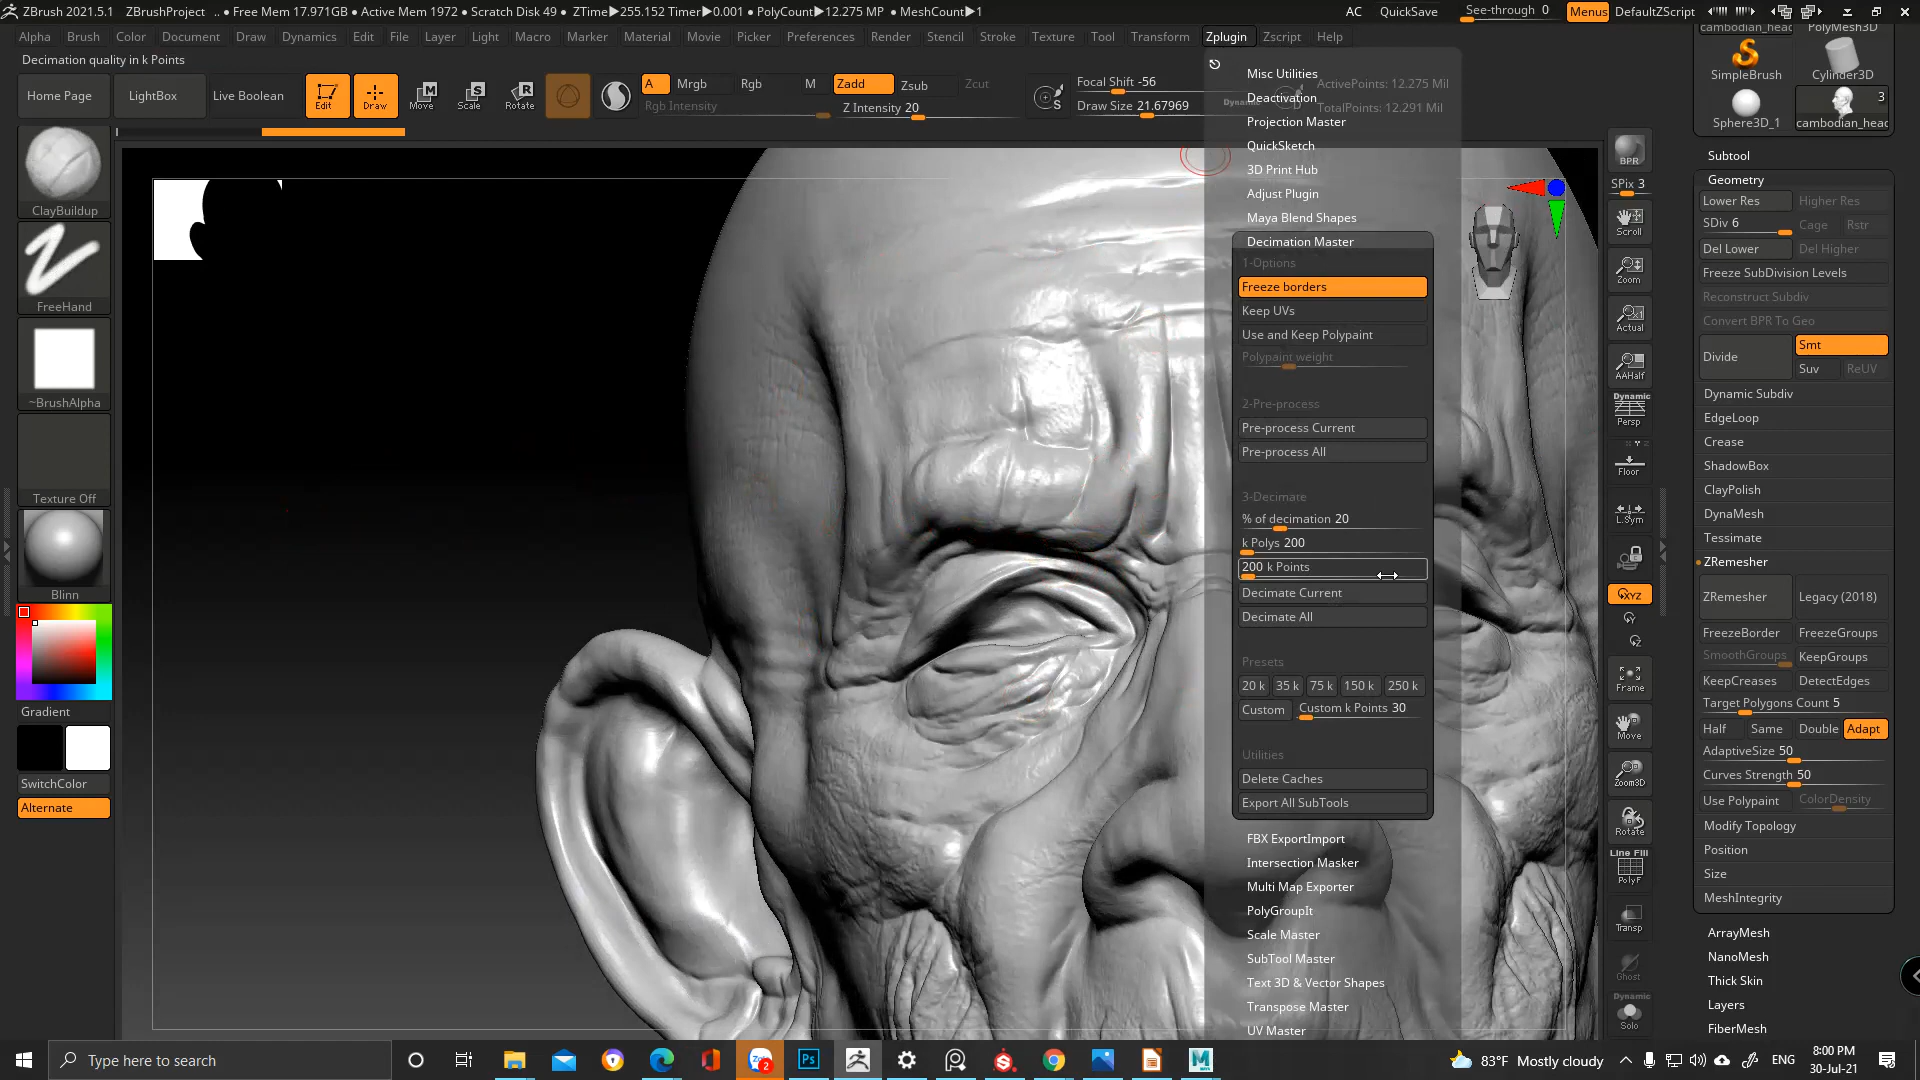 ZBrush 2021.5.1 ZBrushProject .. • Free Mem 17.971GB • Active Mem 1972 • Scratch Disk 49 • ZTime▶255.152 Timer▶0.001 • PolyCount▶12.275 MP • MeshCount▶1 AC QuickSave See-through 0 Menus DefaultZScript
Alpha Brush Color Document Draw Dynamics Edit File Layer Light Macro Marker Material Movie Picker Preferences Render Stencil Stroke Texture Tool Transform Zplugin Zscript Help
Decimation quality in k Points
Home Page
LightBox
Live Boolean
Edit
Draw
Move
Scale
Rotate
A
Mrgb
Rgb
M
Rgb Intensity
Zadd
Zsub
Zcut
Z Intensity 20
Focal Shift -56
Draw Size 21.67969
ActivePoints: 12.275 Mil
TotalPoints: 12.291 Mil
ClayBuildup
FreeHand
~BrushAlpha
Texture Off
Blinn
Gradient
SwitchColor
Alternate
Misc Utilities
Deactivation
Projection Master
QuickSketch
3D Print Hub
Adjust Plugin
Maya Blend Shapes
Decimation Master
1-Options
Freeze borders
Keep UVs
Use and Keep Polypaint
Polypaint weight
2-Pre-process
Pre-process Current
Pre-process All
3-Decimate
% of decimation 20
k Polys 200
200 k Points
Decimate Current
Decimate All
Presets
20 k 35 k 75 k 150 k 250 k
Custom Custom k Points 30
Utilities
Delete Caches
Export All SubTools
FBX ExportImport
Intersection Masker
Multi Map Exporter
PolyGroupIt
Scale Master
SubTool Master
Text 3D & Vector Shapes
Transpose Master
UV Master
BPR
SPix 3
Scroll
Zoom
Actual
AAHalf
Dynamic
Persp
Floor
L.Sym
XYZ
Frame
Move
Zoom3D
Rotate
Line Fill
PolyF
Transp
Ghost
Dynamic
Solo
cambodian_head PolyMesh3D
SimpleBrush Cylinder3D
3
Sphere3D_1 cambodian_head
Subtool
Geometry
Lower Res Higher Res
SDiv 6 Cage Rstr
Del Lower Del Higher
Freeze SubDivision Levels
Reconstruct Subdiv
Convert BPR To Geo
Divide
Smt
Suv ReUV
Dynamic Subdiv
EdgeLoop
Crease
ShadowBox
ClayPolish
DynaMesh
Tessimate
ZRemesher
ZRemesher Legacy (2018)
FreezeBorder FreezeGroups
SmoothGroups KeepGroups
KeepCreases DetectEdges
Target Polygons Count 5
Half Same Double Adapt
AdaptiveSize 50
Curves Strength 50
Use Polypaint ColorDensity
Modify Topology
Position
Size
MeshIntegrity
ArrayMesh
NanoMesh
Thick Skin
Layers
FiberMesh
Type here to search
2
Ps
83°F Mostly cloudy
ENG
8:00 PM
30-Jul-21